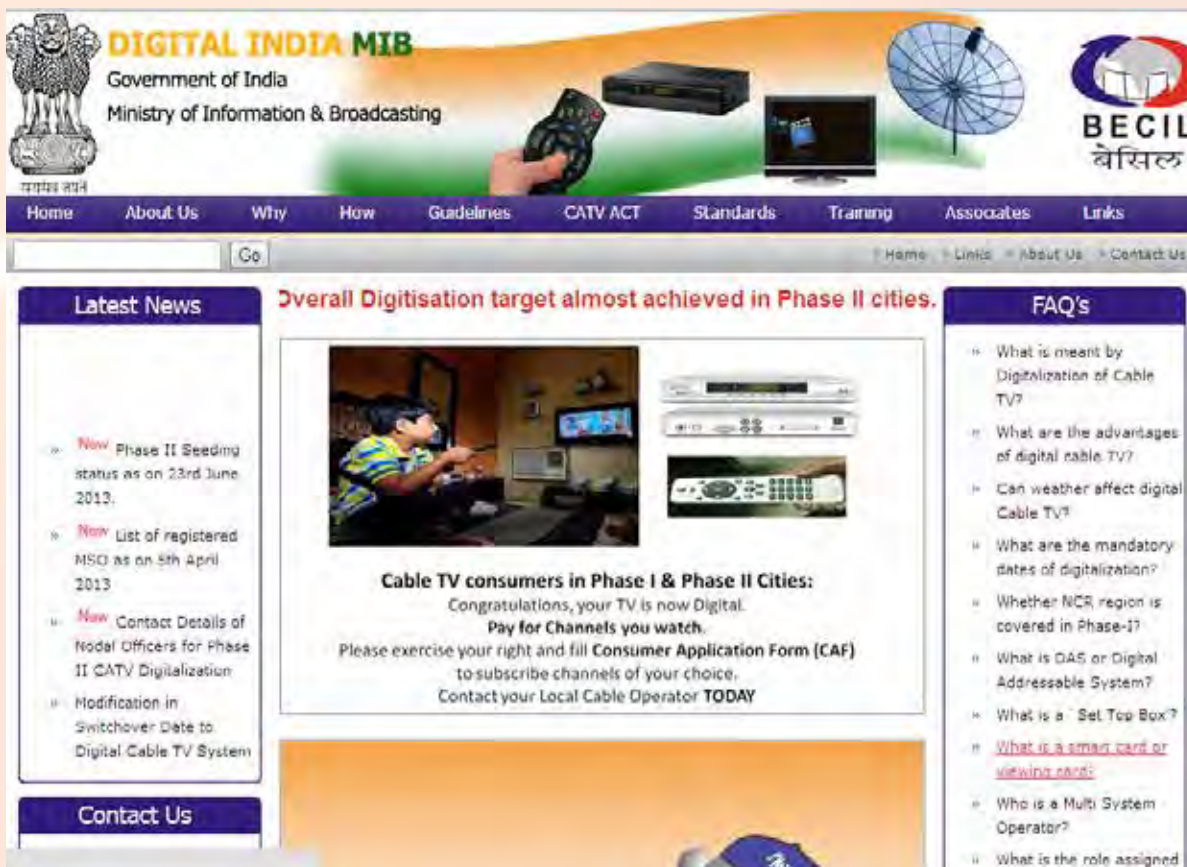 DIGITAL INDIA MIB
Government of India
Ministry of Information & Broadcasting
BECIL
बेसिल
Home About Us Why How Guidelines CATV ACT Standards Training Associates Links
Go
Home Links About Us Contact Us
Latest News
New Phase II Seeding
status as on 23rd June
2013.
New List of registered
MSO as on 5th April
2013
New Contact Details of
Nodal Officers for Phase
II CATV Digitalization
Modification in
Switchover Date to
Digital Cable TV System
Contact Us
Overall Digitisation target almost achieved in Phase II cities.
Cable TV consumers in Phase I & Phase II Cities:
Congratulations, your TV is now Digital.
Pay for Channels you watch.
Please exercise your right and fill Consumer Application Form (CAF)
to subscribe channels of your choice.
Contact your Local Cable Operator TODAY
FAQ's
What is meant by
Digitalization of Cable
TV?
What are the advantages
of digital cable TV?
Can weather affect digital
Cable TV?
What are the mandatory
dates of digitalization?
Whether NCR region is
covered in Phase-I?
What is DAS or Digital
Addressable System?
What is a `Set Top Box'?
What is a smart card or
viewing card?
Who is a Multi System
Operator?
What is the role assigned